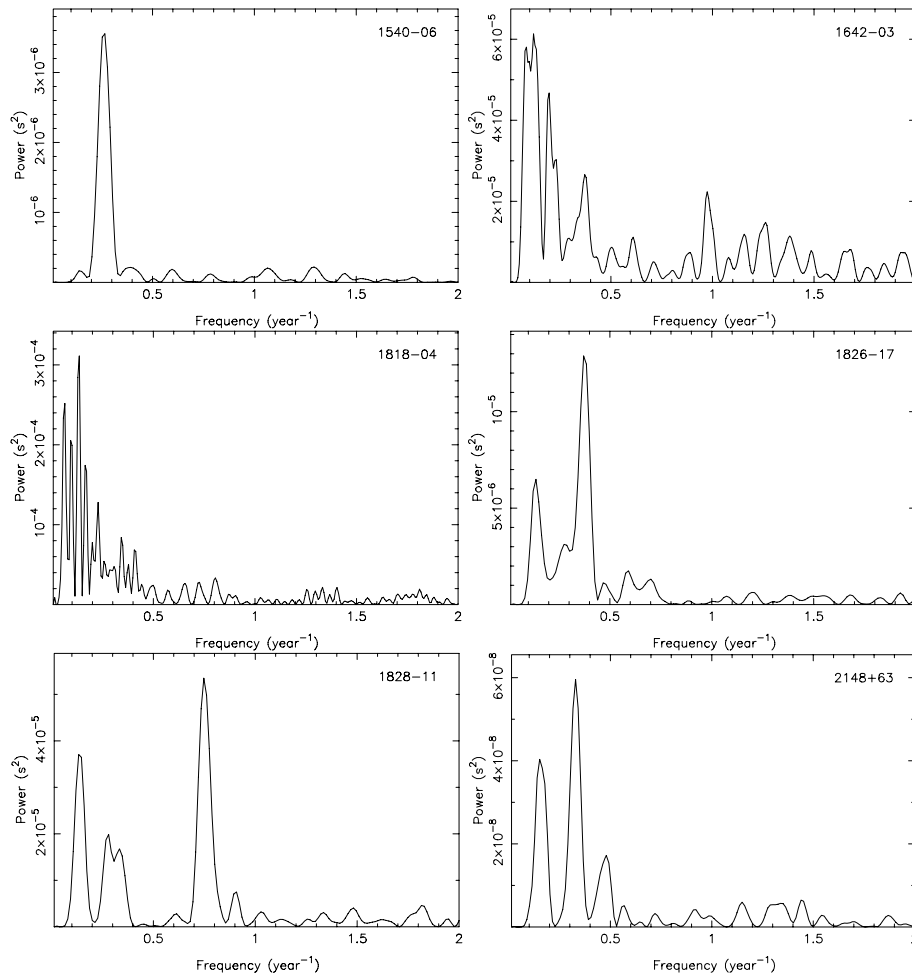 1540−06
3×10⁻⁶
2×10⁻⁶
10⁻⁶
Power (s²)
0.5 1 1.5 2
Frequency (year⁻¹)
1642−03
6×10⁻⁵
4×10⁻⁵
2×10⁻⁵
Power (s²)
0.5 1 1.5 2
Frequency (year⁻¹)
1818−04
3×10⁻⁴
2×10⁻⁴
10⁻⁴
Power (s²)
0.5 1 1.5 2
Frequency (year⁻¹)
1826−17
10⁻⁵
5×10⁻⁶
Power (s²)
0.5 1 1.5 2
Frequency (year⁻¹)
1828−11
4×10⁻⁵
2×10⁻⁵
Power (s²)
0.5 1 1.5 2
Frequency (year⁻¹)
2148+63
6×10⁻⁸
4×10⁻⁸
2×10⁻⁸
Power (s²)
0.5 1 1.5 2
Frequency (year⁻¹)